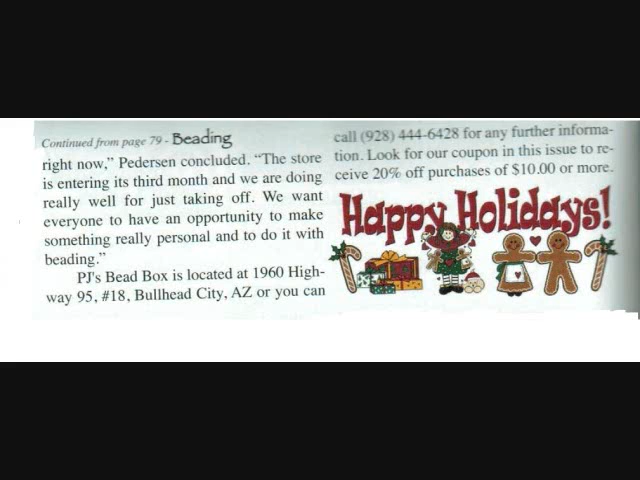 Continued from page 79 - Beading
right now," Pedersen concluded. "The store
is entering its third month and we are doing
really well for just taking off. We want
everyone to have an opportunity to make
something really personal and to do it with
beading."
PJ's Bead Box is located at 1960 High-
way 95, #18, Bullhead City, AZ or you can
call (928) 444-6428 for any further informa-
tion. Look for our coupon in this issue to re-
ceive 20% off purchases of $10.00 or more.
Happy Holidays!